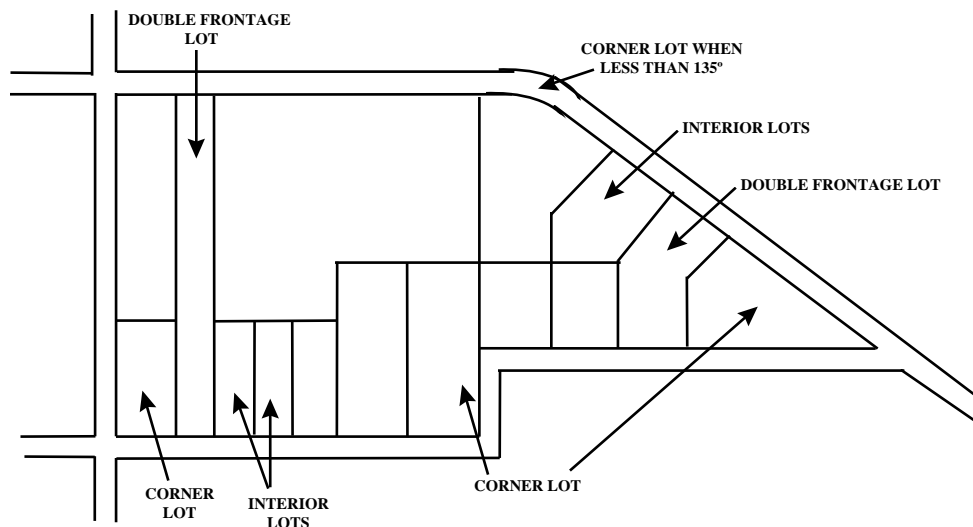 DOUBLE FRONTAGE
LOT
CORNER LOT WHEN
LESS THAN 135º
INTERIOR LOTS
DOUBLE FRONTAGE LOT
CORNER
LOT
INTERIOR
LOTS
CORNER LOT